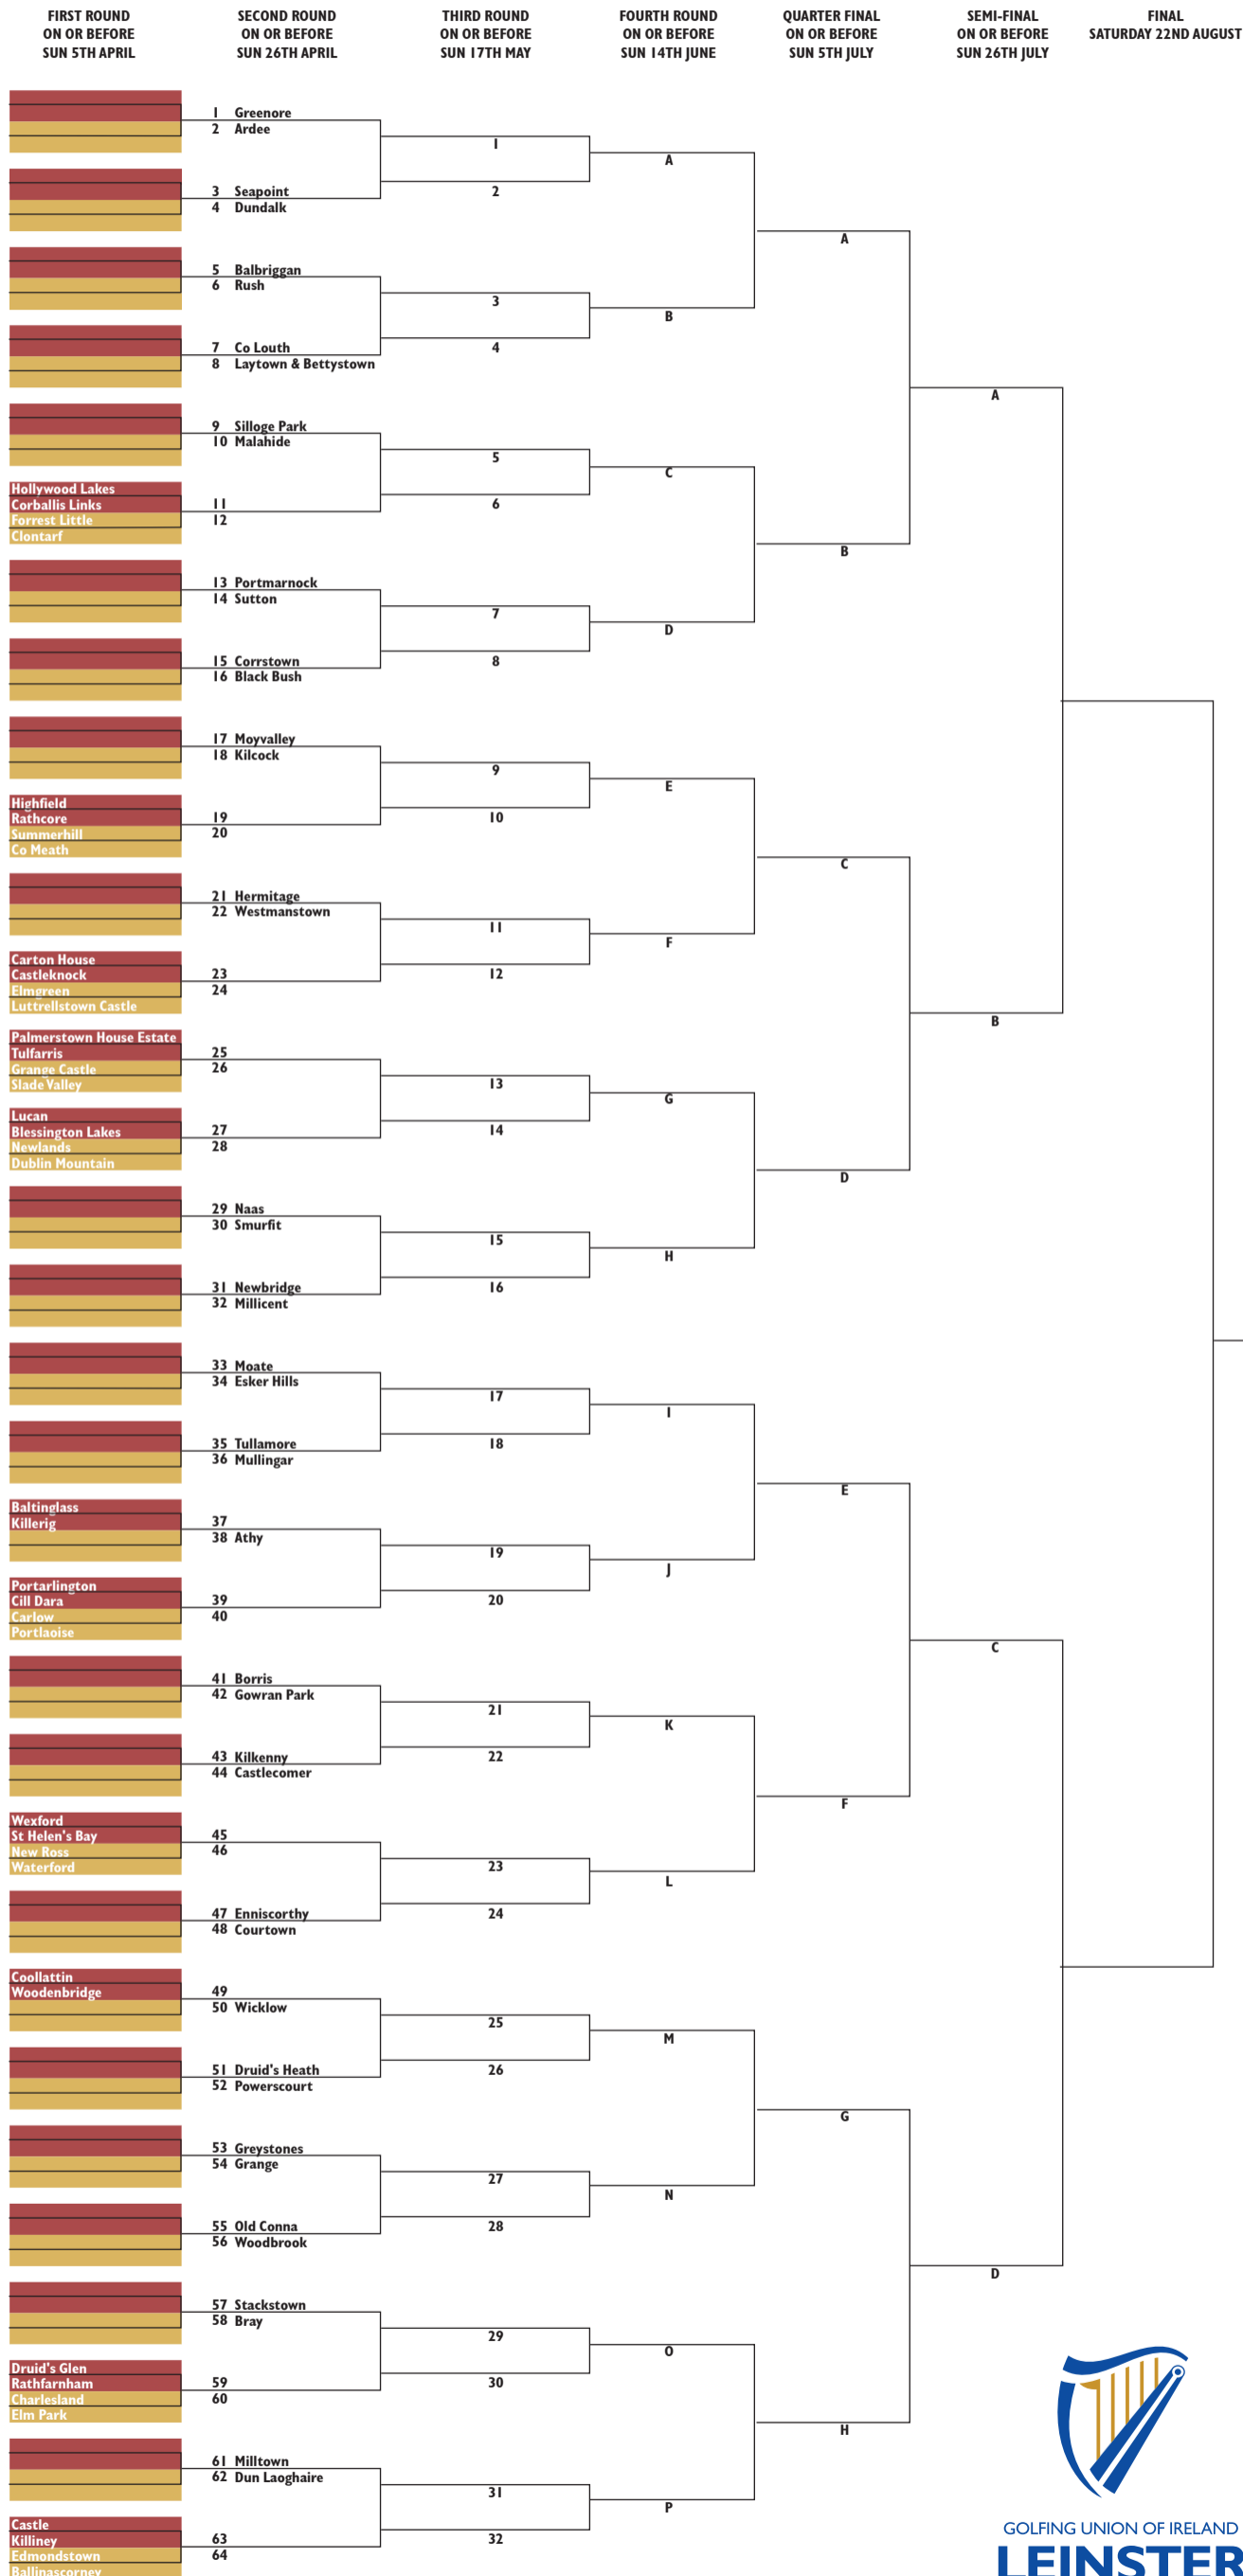 FIRST ROUND
ON OR BEFORE
SUN 5TH APRIL
SECOND ROUND
ON OR BEFORE
SUN 26TH APRIL
THIRD ROUND
ON OR BEFORE
SUN 17TH MAY
FOURTH ROUND
ON OR BEFORE
SUN 14TH JUNE
QUARTER FINAL
ON OR BEFORE
SUN 5TH JULY
SEMI-FINAL
ON OR BEFORE
SUN 26TH JULY
FINAL
SATURDAY 22ND AUGUST
Hollywood Lakes
Corballis Links
Forrest Little
Clontarf
Highfield
Rathcore
Summerhill
Co Meath
Carton House
Castleknock
Elmgreen
Luttrellstown Castle
Palmerstown House Estate
Tulfarris
Grange Castle
Slade Valley
Lucan
Blessington Lakes
Newlands
Dublin Mountain
Baltinglass
Killerig
Portarlington
Cill Dara
Carlow
Portlaoise
Wexford
St Helen's Bay
New Ross
Waterford
Coollattin
Woodenbridge
Druid's Glen
Rathfarnham
Charlesland
Elm Park
Castle
Killiney
Edmondstown
Ballinascorney
1 Greenore
2 Ardee
3 Seapoint
4 Dundalk
5 Balbriggan
6 Rush
7 Co Louth
8 Laytown & Bettystown
9 Silloge Park
10 Malahide
11
12
13 Portmarnock
14 Sutton
15 Corrstown
16 Black Bush
17 Moyvalley
18 Kilcock
19
20
21 Hermitage
22 Westmanstown
23
24
25
26
27
28
29 Naas
30 Smurfit
31 Newbridge
32 Millicent
33 Moate
34 Esker Hills
35 Tullamore
36 Mullingar
37
38 Athy
39
40
41 Borris
42 Gowran Park
43 Kilkenny
44 Castlecomer
45
46
47 Enniscorthy
48 Courtown
49
50 Wicklow
51 Druid's Heath
52 Powerscourt
53 Greystones
54 Grange
55 Old Conna
56 Woodbrook
57 Stackstown
58 Bray
59
60
61 Milltown
62 Dun Laoghaire
63
64
1
2
3
4
5
6
7
8
9
10
11
12
13
14
15
16
17
18
19
20
21
22
23
24
25
26
27
28
29
30
31
32
A
B
C
D
E
F
G
H
I
J
K
L
M
N
O
P
A
B
C
D
E
F
G
H
A
B
C
D
GOLFING UNION OF IRELAND
LEINSTER